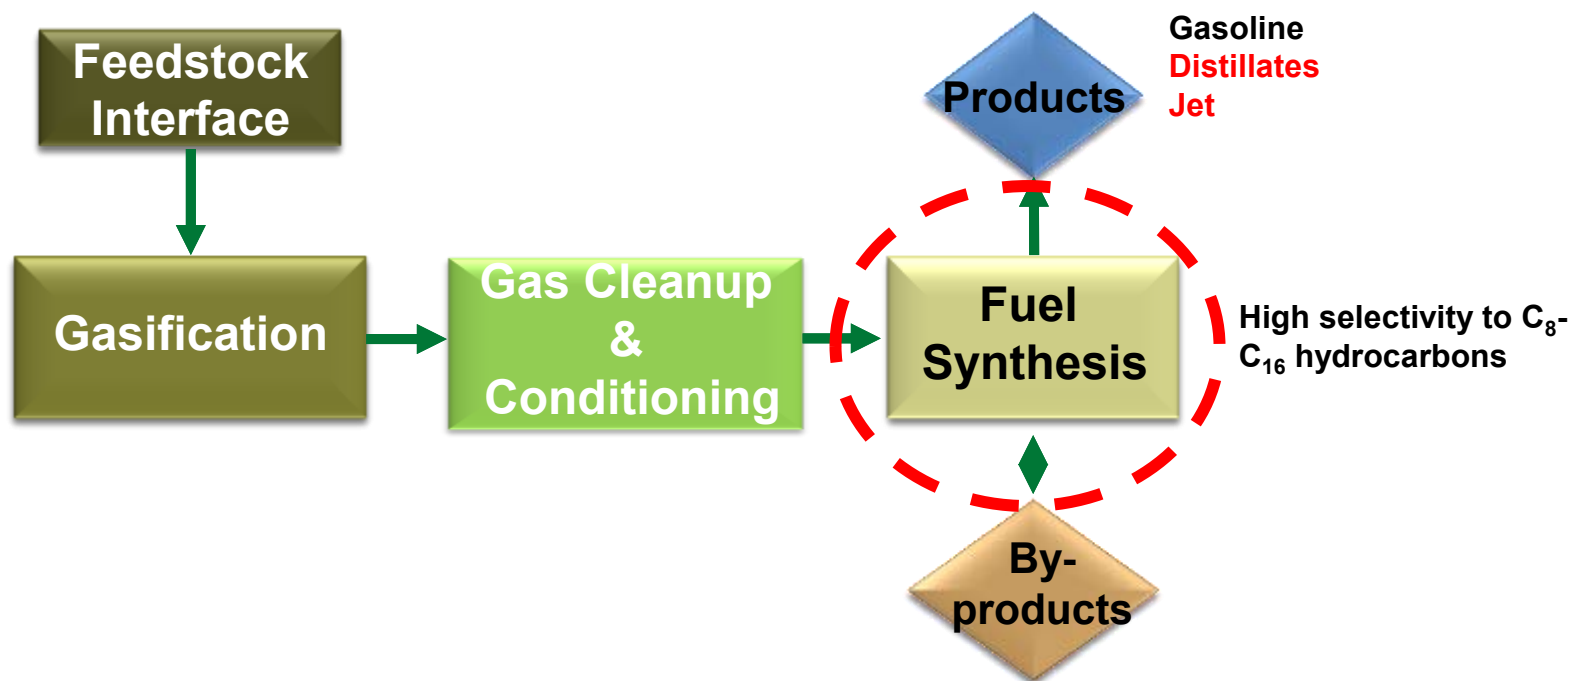 Feedstock
Interface
Gasification
Gas Cleanup
&
Conditioning
Fuel
Synthesis
Products
Gasoline
Distillates
Jet
High selectivity to C₈-
C₁₆ hydrocarbons
By-
products